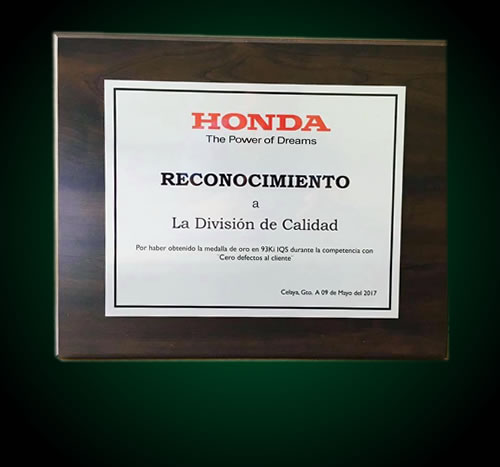 HONDA
The Power of Dreams
RECONOCIMIENTO
a
La División de Calidad
Por haber obtenido la medalla de oro en 93Ki IQS durante la competencia con
¨Cero defectos al cliente¨
Celaya, Gto. A 09 de Mayo del 2017